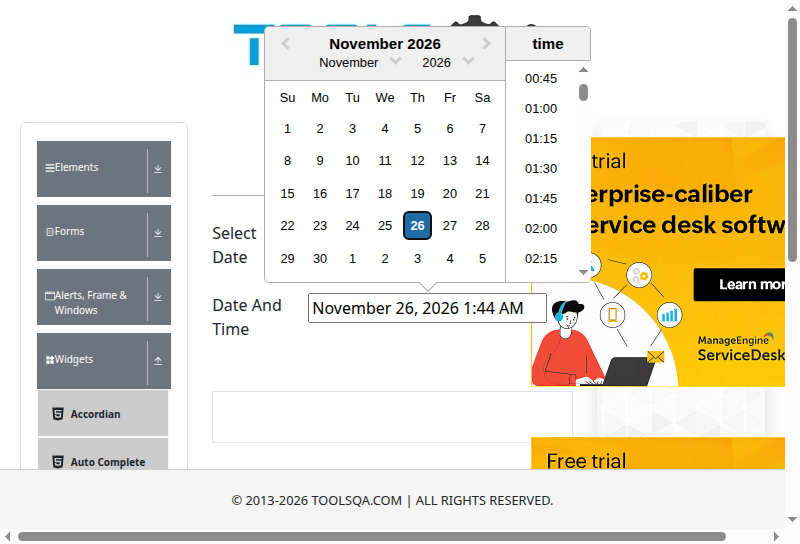 November 2026
November 2026
Su Mo Tu We Th Fr Sa
1 2 3 4 5 6 7
8 9 10 11 12 13 14
15 16 17 18 19 20 21
22 23 24 25 26 27 28
29 30 1 2 3 4 5
time
00:45
01:00
01:15
01:30
01:45
02:00
02:15
Elements
Forms
Alerts, Frame &
Windows
Widgets
Accordian
Auto Complete
Select
Date
Date And
Time
November 26, 2026 1:44 AM
trial
erprise-caliber
ervice desk softw
Learn mor
ManageEngine
ServiceDesk
Free trial
© 2013-2026 TOOLSQA.COM | ALL RIGHTS RESERVED.